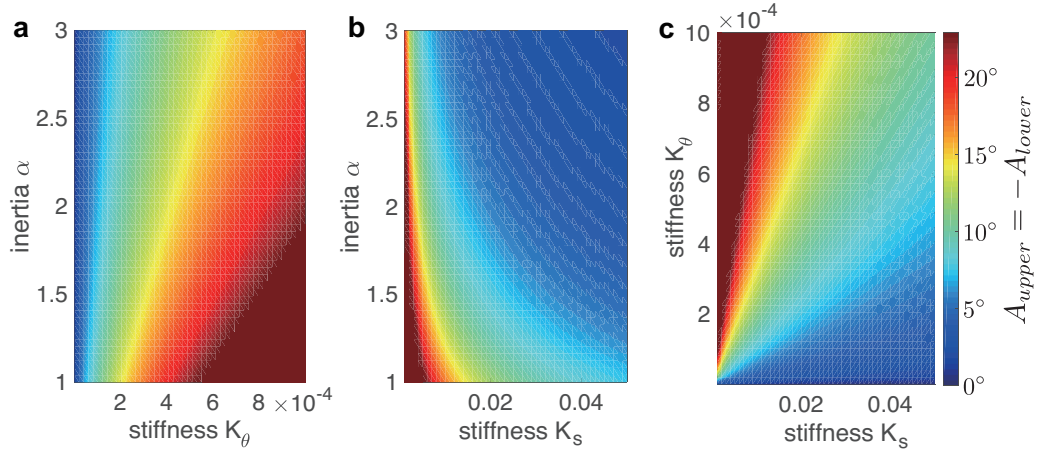 a
3
2.5
2
1.5
1
inertia α
2 4 6 8 ×10⁻⁴
stiffness K_θ
b
3
2.5
2
1.5
1
inertia α
0.02 0.04
stiffness K_s
c
×10⁻⁴
10
8
6
4
2
stiffness K_θ
0.02 0.04
stiffness K_s
20°
15°
10°
5°
0°
A_upper = −A_lower